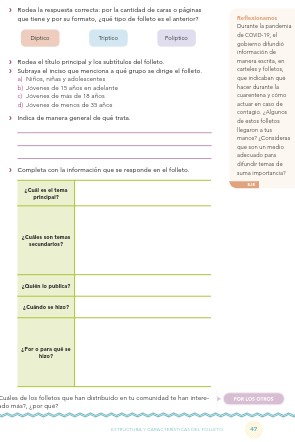 Rodea la respuesta correcta: por la cantidad de caras o páginas
que tiene y por su formato, ¿qué tipo de folleto es el anterior?
Díptico Tríptico Políptico
Rodea el título principal y los subtítulos del folleto.
Subraya el inciso que menciona a qué grupo se dirige el folleto.
a) Niños, niñas y adolescentes
b) Jóvenes de 15 años en adelante
c) Jóvenes de más de 18 años
d) Jóvenes de menos de 35 años
Indica de manera general de qué trata.
Completa con la información que se responde en el folleto.
¿Cuál es el tema
principal?
¿Cuáles son temas
secundarios?
¿Quién lo publica?
¿Cuándo se hizo?
¿Por o para qué se
hizo?
Reflexionamos
Durante la pandemia
de COVID-19, el
gobierno difundió
información de
manera escrita, en
carteles y folletos,
que indicaban qué
hacer durante la
cuarentena y cómo
actuar en caso de
contagio. ¿Algunos
de estos folletos
llegaron a tus
manos? ¿Consideras
que son un medio
adecuado para
difundir temas de
suma importancia?
Cuáles de los folletos que han distribuido en tu comunidad te han intere-
ado más?, ¿por qué?
POR LOS OTROS
ESTRUCTURA Y CARACTERÍSTICAS DEL FOLLETO
47